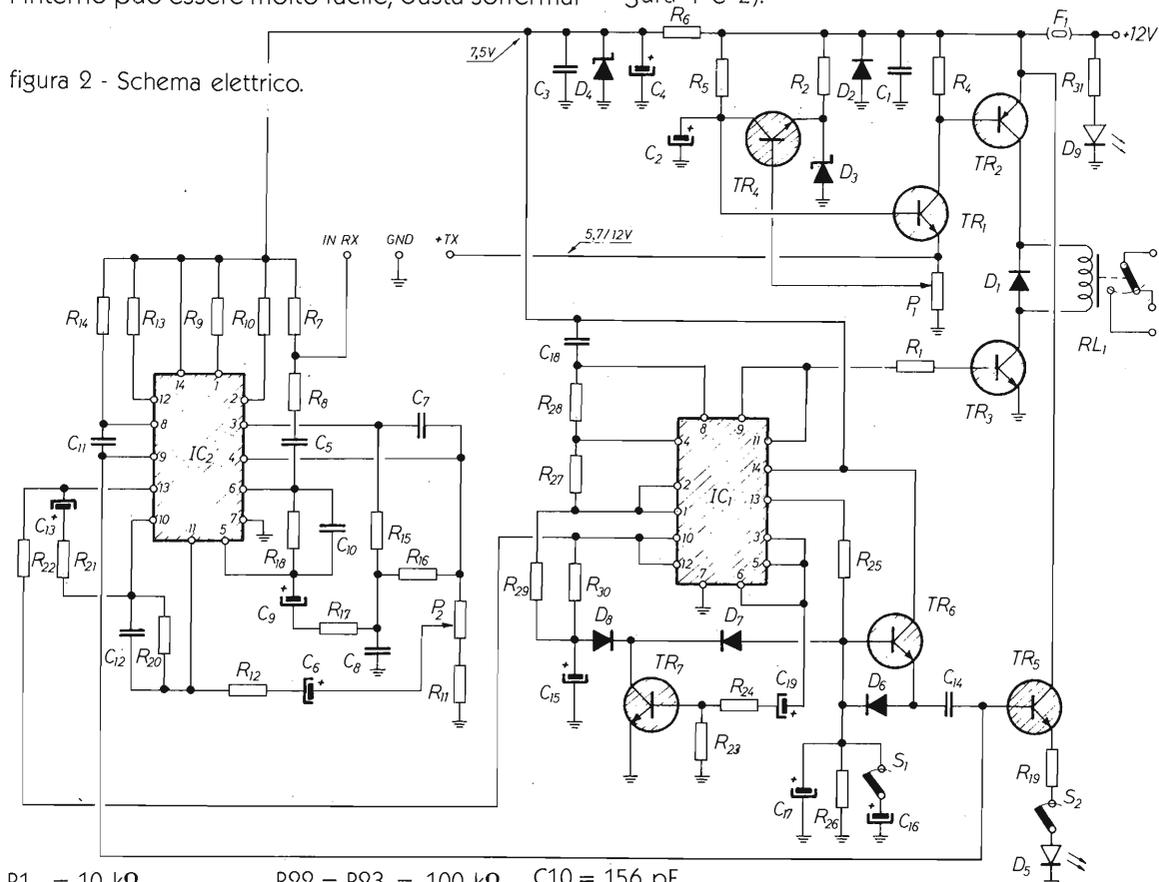 l'interno può essere molto facile, basta sofferma-
gura 1 e 2).
figura 2 - Schema elettrico.
R6
F1
+12V
7,5V
C3
D4
C4
R5
R2
D2
C1
R4
R31
C2
TR4
D3
TR2
D9
TR1
IN RX
GND
+TX
5,7/12V
P1
D1
RL1
R14
R13
R9
R10
R7
C18
R1
TR3
14
1
12
2
R8
C7
R28
8
9
8
3
C11
IC2
C5
4
11
9
4
R27
14
13
6
2
IC1
13
C13
1
10
7
R15
10
3
R22
R21
11
5
R18
C10
R16
R29
R30
12
5
R25
7
6
C9
R17
P2
D8
D7
TR6
C12
R20
C8
TR7
R12
C6
R11
C15
R24
C19
D6
C14
TR5
R23
S1
R19
C17
R26
C16
S2
D5
R1 = 10 kΩ
R22 = R23 = 100 kΩ
C10 = 156 pF